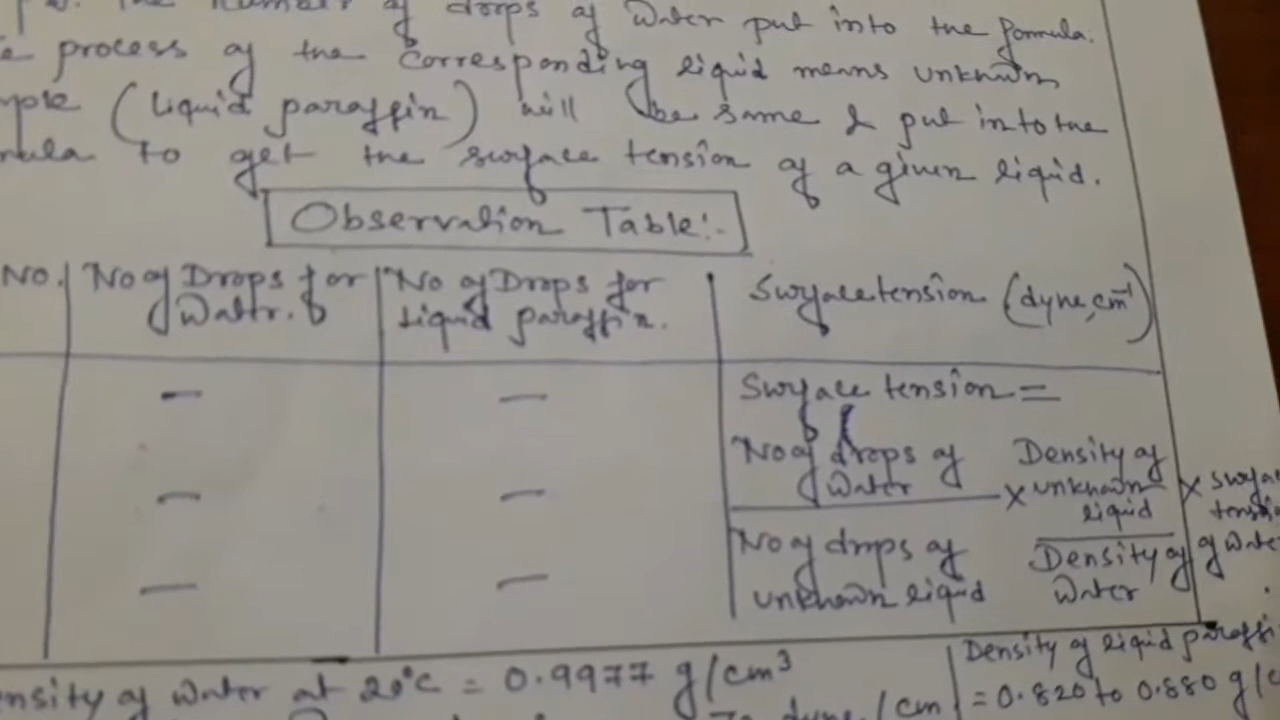 The number of drops of water put into the formula.
process of the corresponding liquid means unknown
(liquid paraffin) will be same & put into the
to get the surface tension of a given liquid.
Observation Table:-
No. No of Drops for Water. No of Drops for Liquid paraffin. Surface tension (dyne, cm⁻¹)
— — Surface tension =
— — No of drops of water / No of drops of unknown liquid × Density of unknown liquid / Density of water × surface tension of water
— —
Density of water at 20°C = 0.9977 g/cm³
Density of liquid paraffin
= 0.820 to 0.880 g/
dyne/cm